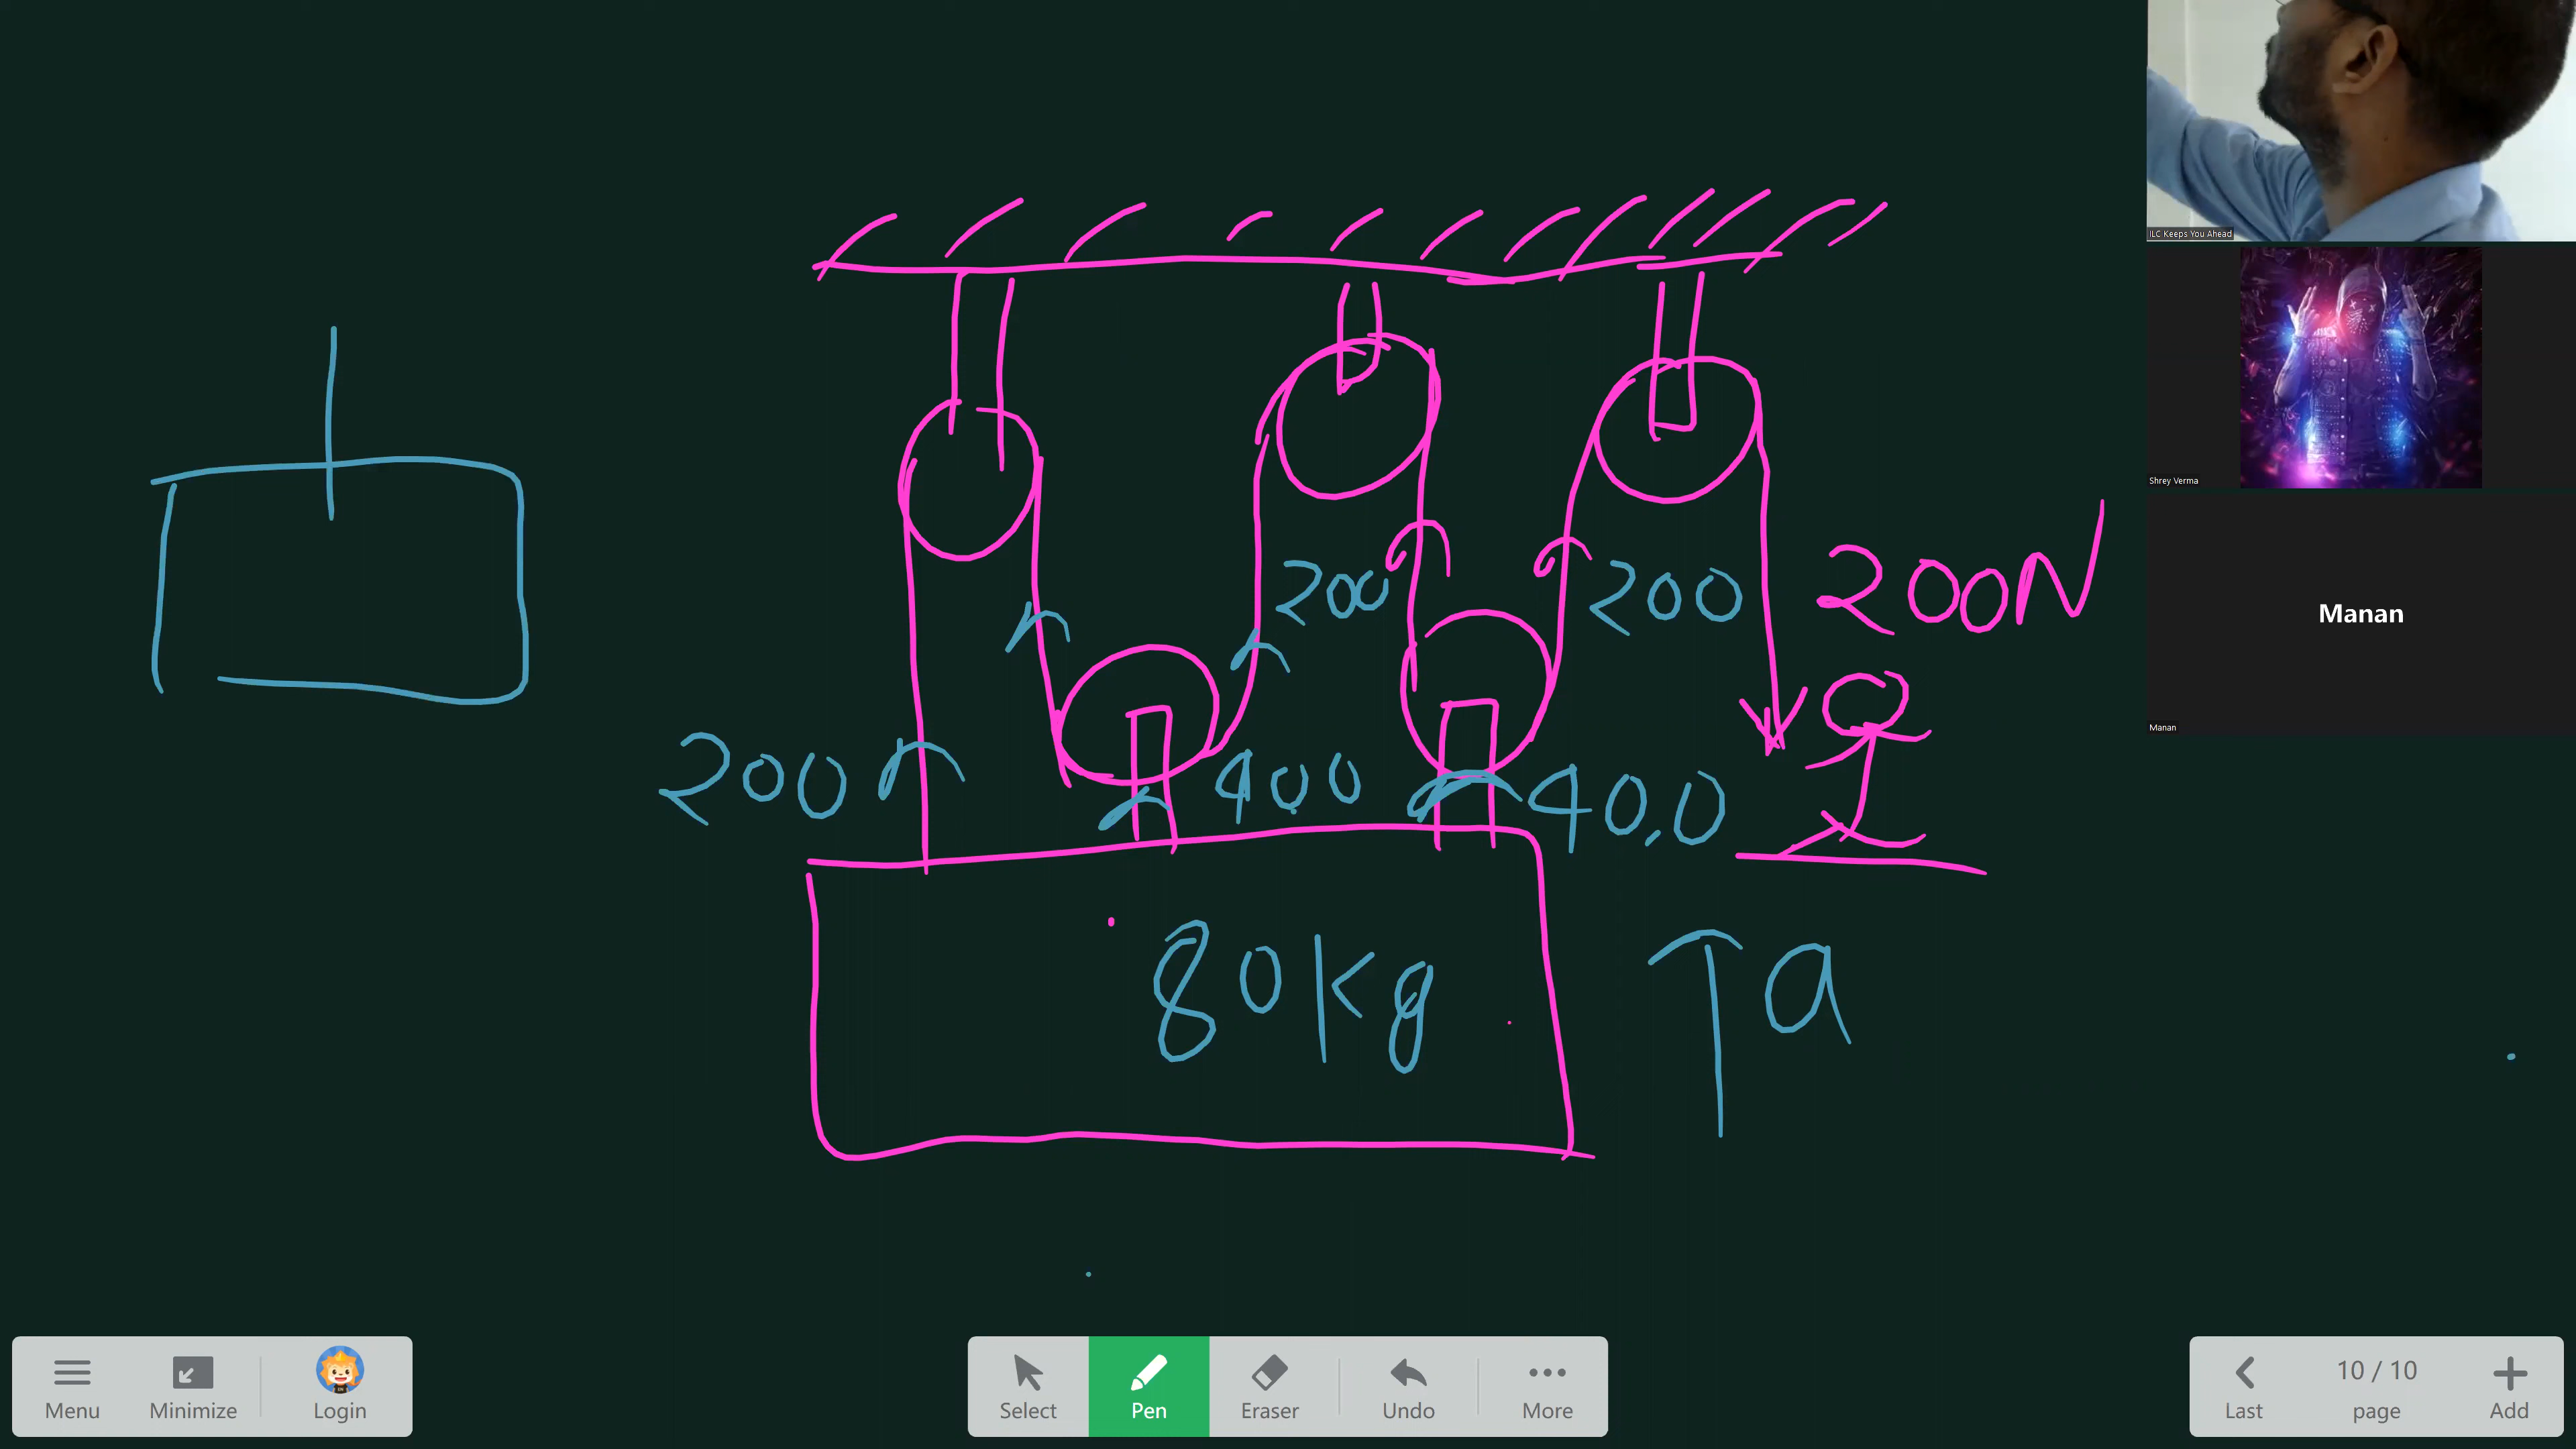 ILC Keeps You Ahead
Shrey Verma
200
200
200N
Manan
Manan
200
400
40.0
80kg
a
Menu
Minimize
Login
Select
Pen
Eraser
Undo
More
Last
10 / 10
page
Add